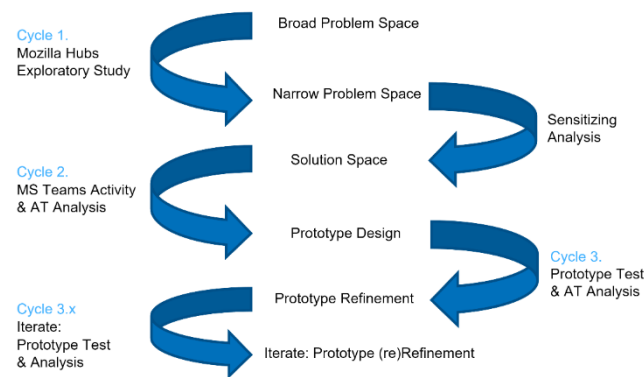 Broad Problem Space
Cycle 1.
Mozilla Hubs
Exploratory Study
Narrow Problem Space
Sensitizing
Analysis
Solution Space
Cycle 2.
MS Teams Activity
& AT Analysis
Prototype Design
Cycle 3.
Prototype Test
& AT Analysis
Prototype Refinement
Cycle 3.x
Iterate:
Prototype Test
& Analysis
Iterate: Prototype (re)Refinement